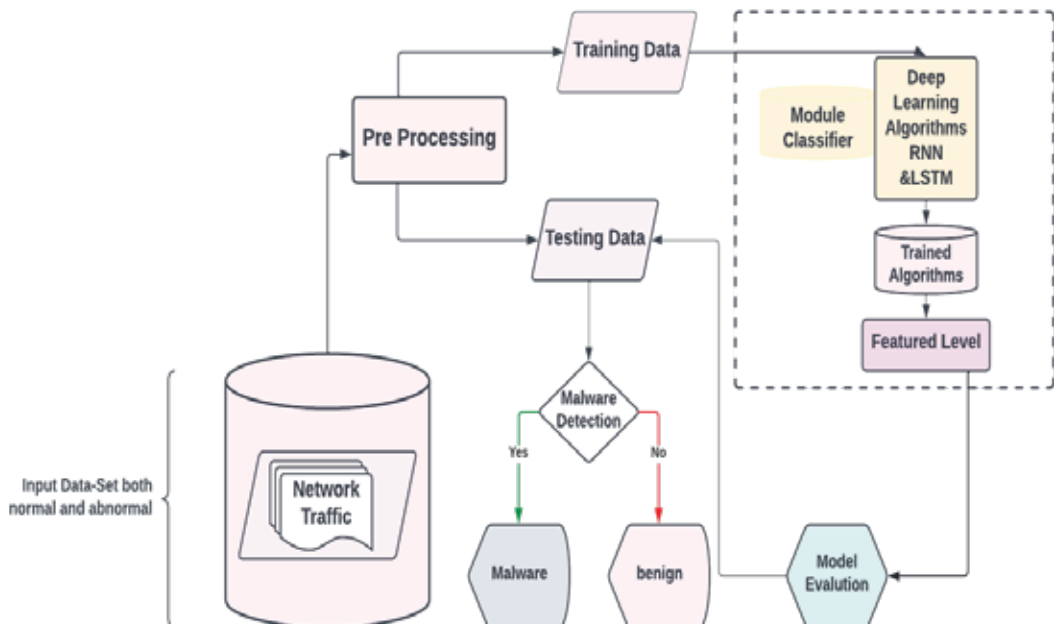 Training Data
Deep
Learning
Algorithms
RNN
&LSTM
Module
Classifier
Pre Processing
Testing Data
Trained
Algorithms
Featured Level
Malware
Detection
Yes
No
Input Data-Set both
normal and abnormal
Network
Traffic
Malware
benign
Model
Evalution